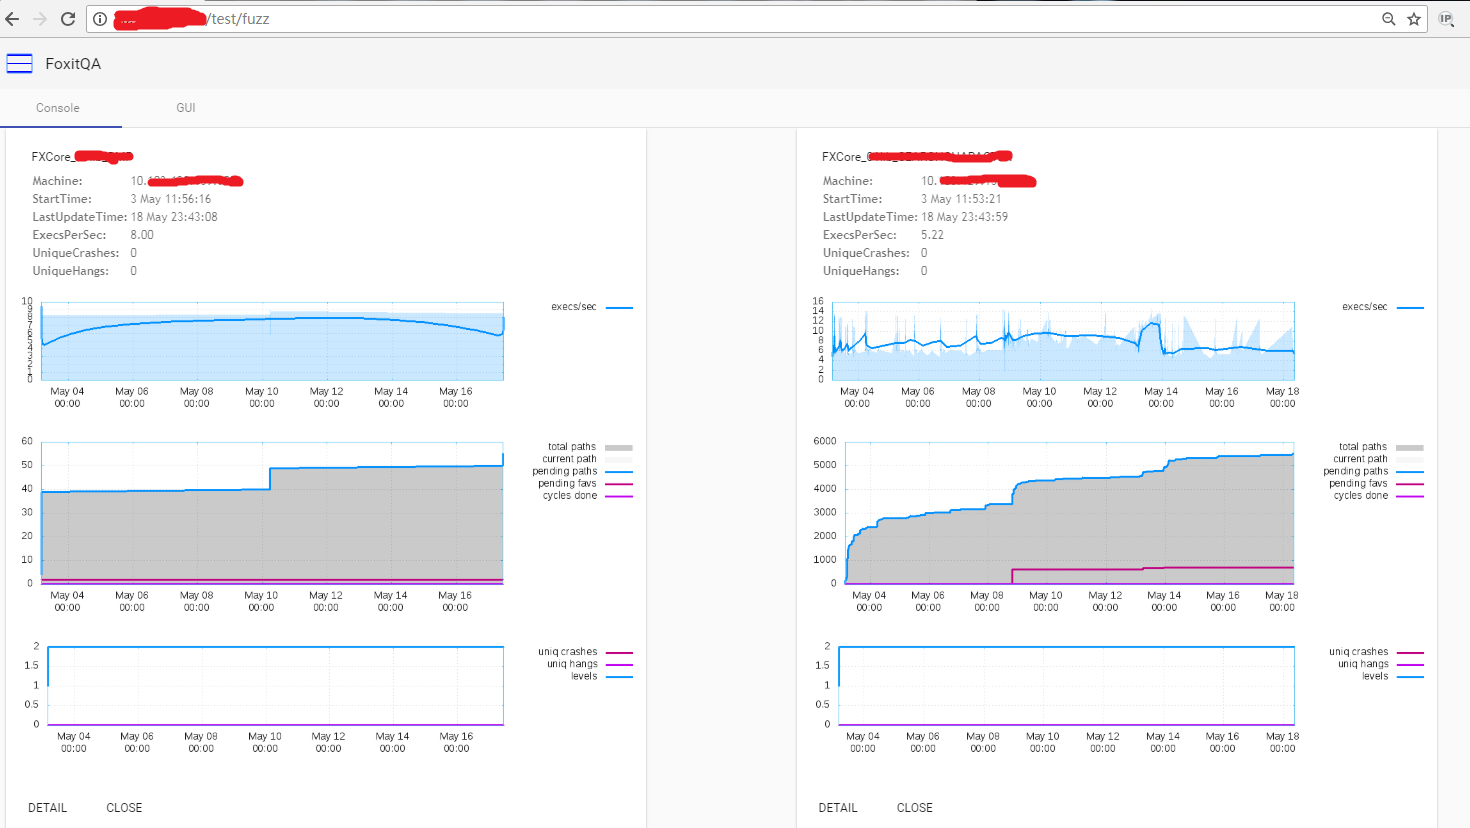 /test/fuzz
IP
FoxitQA
Console GUI
FXCore_
Machine: 10.
StartTime: 3 May 11:56:16
LastUpdateTime: 18 May 23:43:08
ExecsPerSec: 8.00
UniqueCrashes: 0
UniqueHangs: 0
10
9
8
7
6
5
4
3
2
1
0
execs/sec
May 04 May 06 May 08 May 10 May 12 May 14 May 16
00:00 00:00 00:00 00:00 00:00 00:00 00:00
60
50
40
30
20
10
0
total paths
current path
pending paths
pending favs
cycles done
May 04 May 06 May 08 May 10 May 12 May 14 May 16
00:00 00:00 00:00 00:00 00:00 00:00 00:00
2
1.5
1
0.5
0
uniq crashes
uniq hangs
levels
May 04 May 06 May 08 May 10 May 12 May 14 May 16
00:00 00:00 00:00 00:00 00:00 00:00 00:00
DETAIL CLOSE
FXCore_
Machine: 10.
StartTime: 3 May 11:53:21
LastUpdateTime: 18 May 23:43:59
ExecsPerSec: 5.22
UniqueCrashes: 0
UniqueHangs: 0
16
14
12
10
8
6
4
2
0
execs/sec
May 04 May 06 May 08 May 10 May 12 May 14 May 16 May 18
00:00 00:00 00:00 00:00 00:00 00:00 00:00 00:00
6000
5000
4000
3000
2000
1000
0
total paths
current path
pending paths
pending favs
cycles done
May 04 May 06 May 08 May 10 May 12 May 14 May 16 May 18
00:00 00:00 00:00 00:00 00:00 00:00 00:00 00:00
2
1.5
1
0.5
0
uniq crashes
uniq hangs
levels
May 04 May 06 May 08 May 10 May 12 May 14 May 16 May 18
00:00 00:00 00:00 00:00 00:00 00:00 00:00 00:00
DETAIL CLOSE